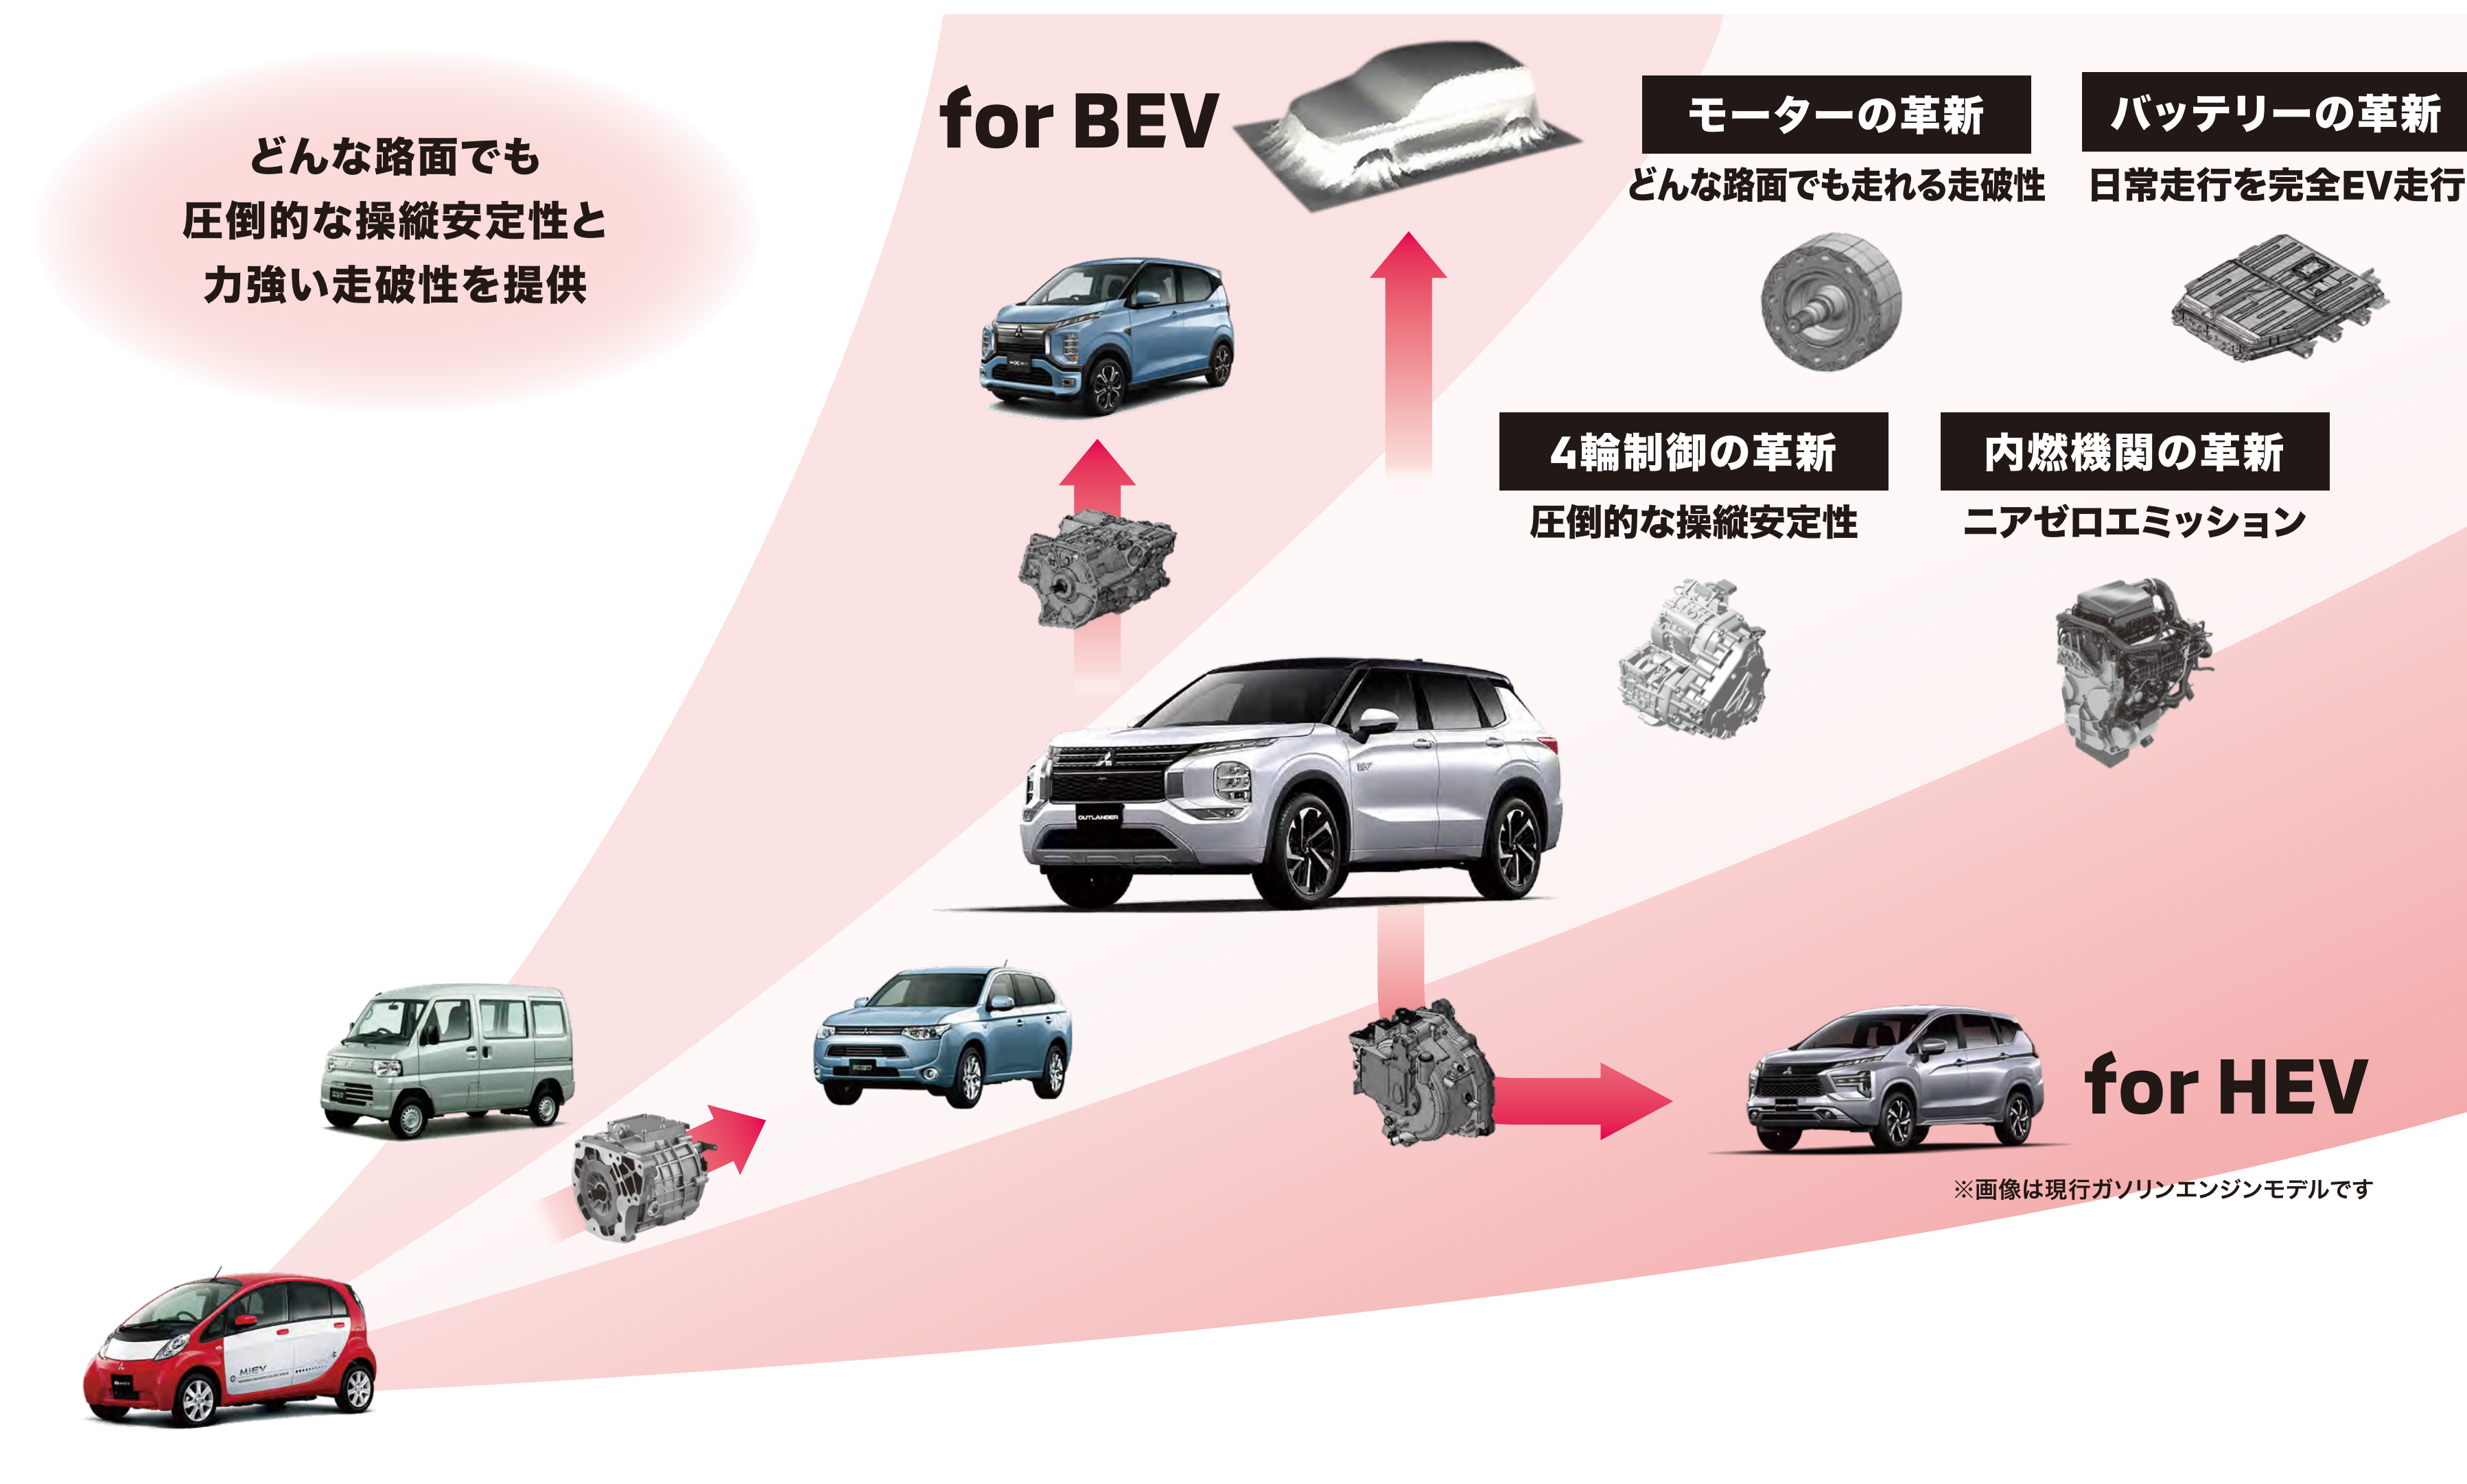 どんな路面でも
圧倒的な操縦安定性と
力強い走破性を提供
for BEV
モーターの革新
どんな路面でも走れる走破性
バッテリーの革新
日常走行を完全EV走行
4輪制御の革新
圧倒的な操縦安定性
内燃機関の革新
ニアゼロエミッション
OUTLANDER
for HEV
※画像は現行ガソリンエンジンモデルです
MiEV